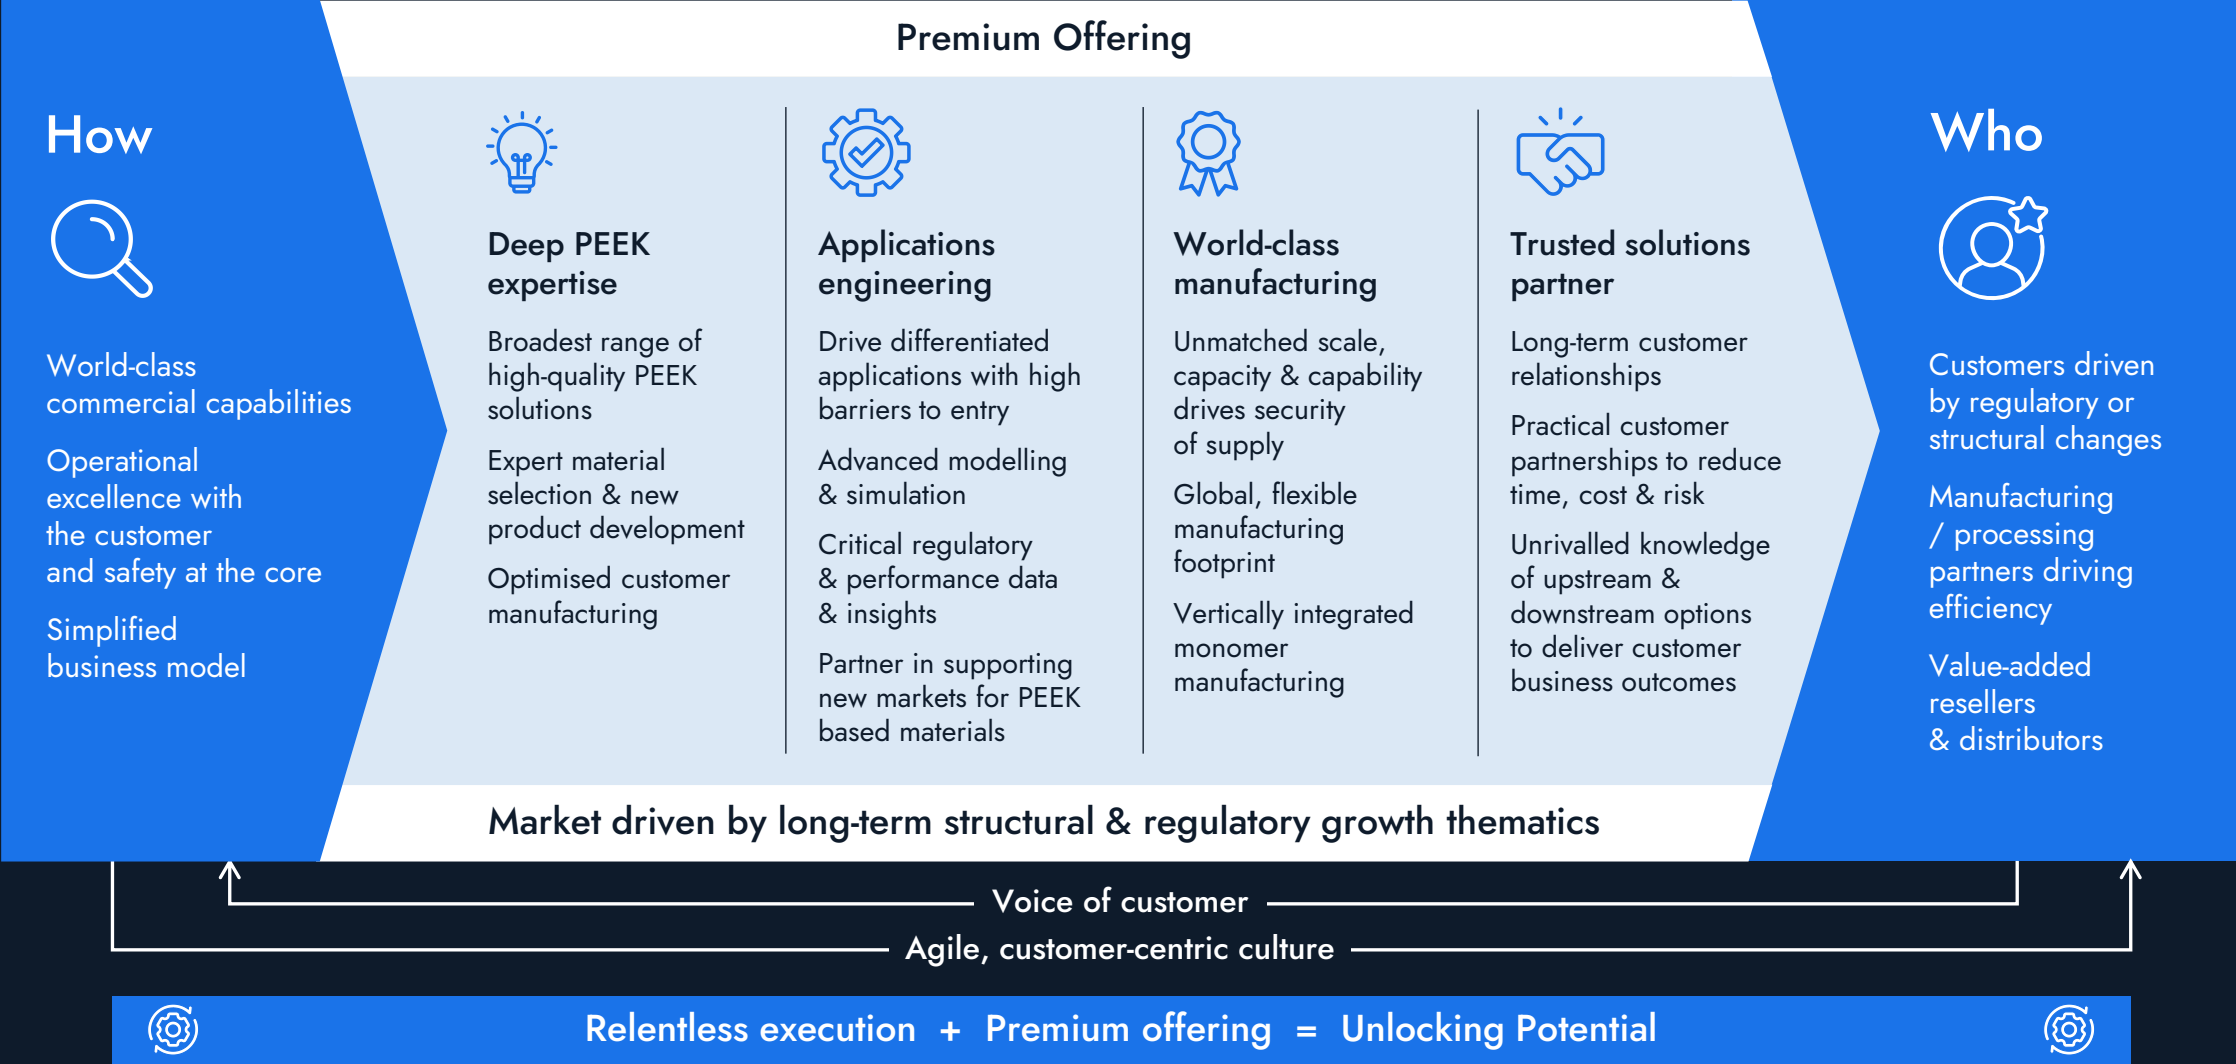 Premium Offering
How
World-class
commercial capabilities
Operational
excellence with
the customer
and safety at the core
Simplified
business model
Deep PEEK
expertise
Broadest range of
high-quality PEEK
solutions
Expert material
selection & new
product development
Optimised customer
manufacturing
Applications
engineering
Drive differentiated
applications with high
barriers to entry
Advanced modelling
& simulation
Critical regulatory
& performance data
& insights
Partner in supporting
new markets for PEEK
based materials
World-class
manufacturing
Unmatched scale,
capacity & capability
drives security
of supply
Global, flexible
manufacturing
footprint
Vertically integrated
monomer
manufacturing
Trusted solutions
partner
Long-term customer
relationships
Practical customer
partnerships to reduce
time, cost & risk
Unrivalled knowledge
of upstream &
downstream options
to deliver customer
business outcomes
Who
Customers driven
by regulatory or
structural changes
Manufacturing
/ processing
partners driving
efficiency
Value-added
resellers
& distributors
Market driven by long-term structural & regulatory growth thematics
Voice of customer
Agile, customer-centric culture
Relentless execution + Premium offering = Unlocking Potential